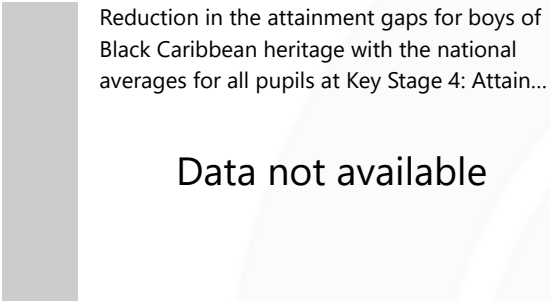 Reduction in the attainment gaps for boys of
Black Caribbean heritage with the national
averages for all pupils at Key Stage 4: Attain...
Data not available